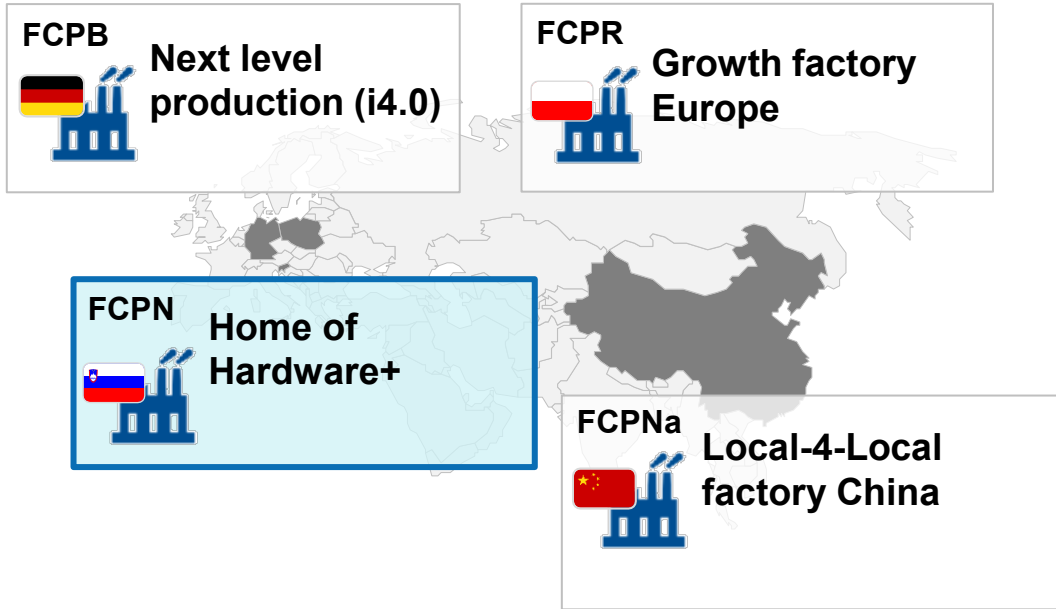 FCPB
Next level
production (i4.0)
FCPR
Growth factory
Europe
FCPN
Home of
Hardware+
FCPNa
Local-4-Local
factory China